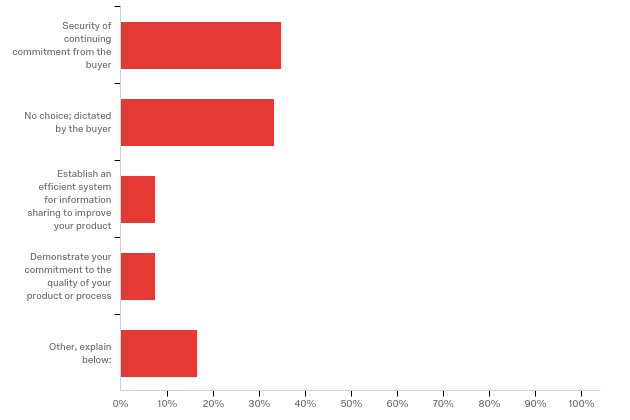 Security of
continuing
commitment from the
buyer
No choice; dictated
by the buyer
Establish an
efficient system
for information
sharing to improve
your product
Demonstrate your
commitment to the
quality of your
product or process
Other, explain
below:
0% 10% 20% 30% 40% 50% 60% 70% 80% 90% 100%